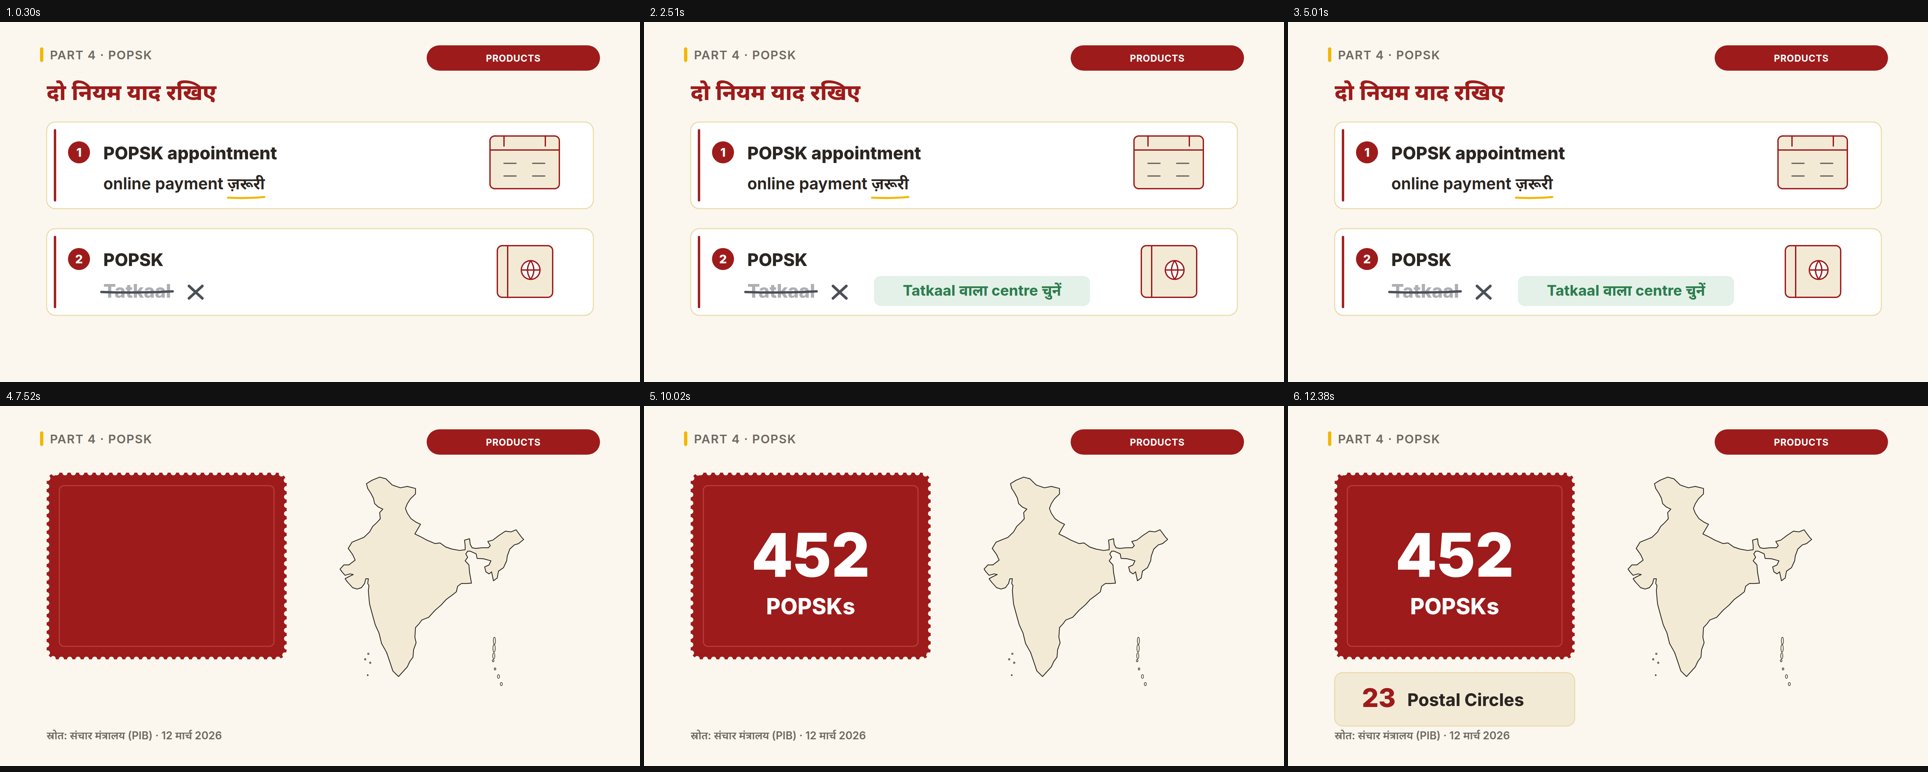 1. 0.30s
PART 4 · POPSK
PRODUCTS
दो नियम याद रखिए
1 POPSK appointment
online payment ज़रूरी
2 POPSK
Tatkaal
2. 2.51s
PART 4 · POPSK
PRODUCTS
दो नियम याद रखिए
1 POPSK appointment
online payment ज़रूरी
2 POPSK
Tatkaal Tatkaal वाला centre चुनें
3. 5.01s
PART 4 · POPSK
PRODUCTS
दो नियम याद रखिए
1 POPSK appointment
online payment ज़रूरी
2 POPSK
Tatkaal Tatkaal वाला centre चुनें
4. 7.52s
PART 4 · POPSK
PRODUCTS
स्रोत: संचार मंत्रालय (PIB) · 12 मार्च 2026
5. 10.02s
PART 4 · POPSK
PRODUCTS
452
POPSKs
स्रोत: संचार मंत्रालय (PIB) · 12 मार्च 2026
6. 12.38s
PART 4 · POPSK
PRODUCTS
452
POPSKs
23 Postal Circles
स्रोत: संचार मंत्रालय (PIB) · 12 मार्च 2026